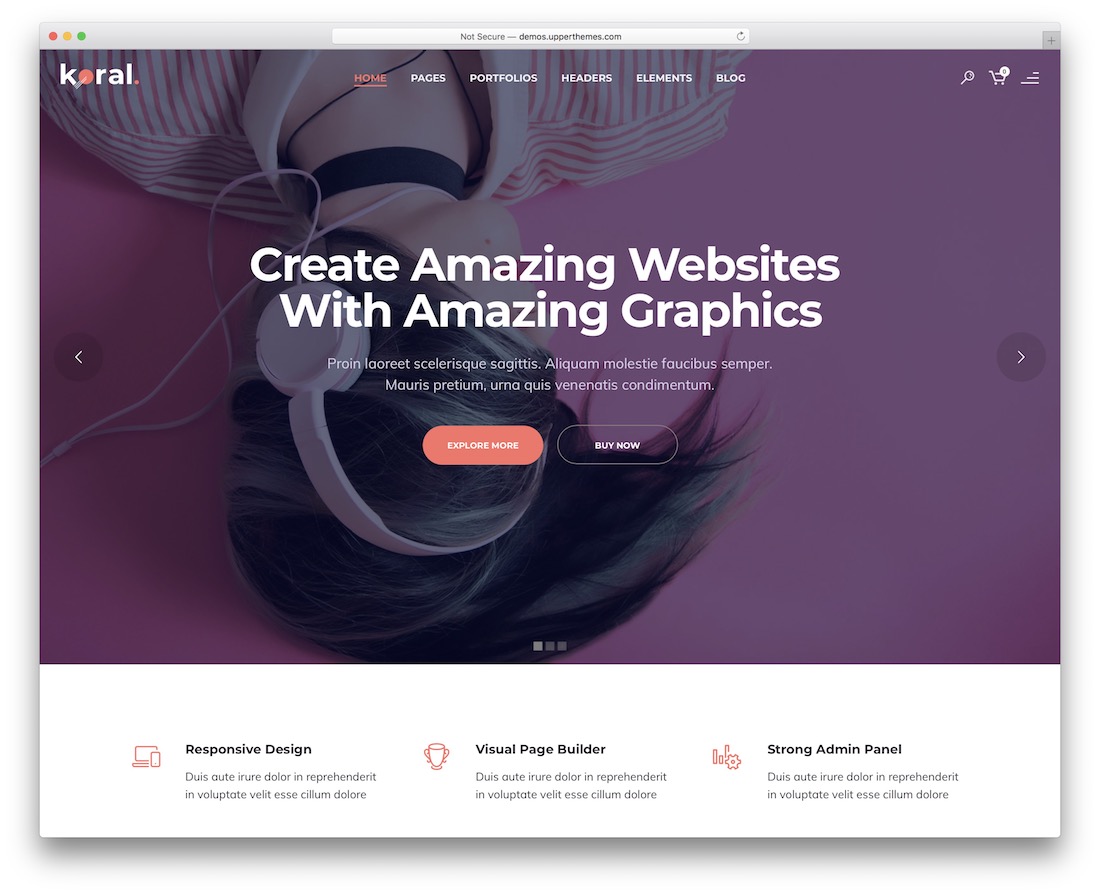 Not Secure — demos.upperthemes.com
koral.
HOME PAGES PORTFOLIOS HEADERS ELEMENTS BLOG
0
Create Amazing Websites
With Amazing Graphics
Proin laoreet scelerisque sagittis. Aliquam molestie faucibus semper.
Mauris pretium, urna quis venenatis condimentum.
EXPLORE MORE BUY NOW
Responsive Design
Duis aute irure dolor in reprehenderit
in voluptate velit esse cillum dolore
Visual Page Builder
Duis aute irure dolor in reprehenderit
in voluptate velit esse cillum dolore
Strong Admin Panel
Duis aute irure dolor in reprehenderit
in voluptate velit esse cillum dolore